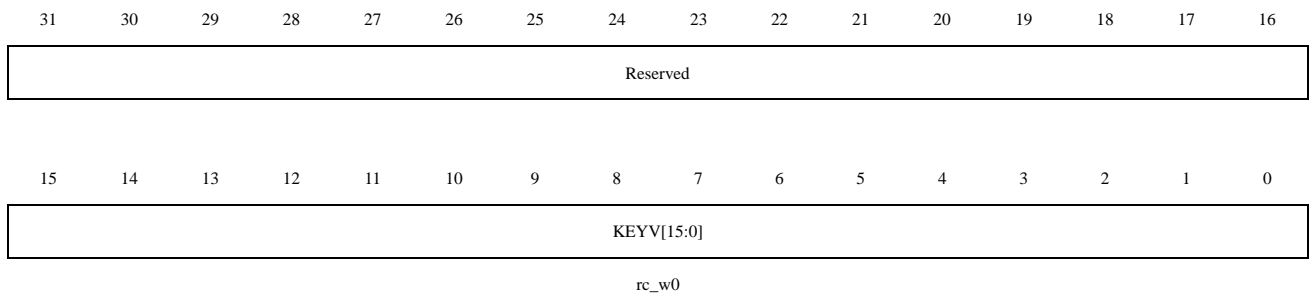 31 30 29 28 27 26 25 24 23 22 21 20 19 18 17 16
Reserved
15 14 13 12 11 10 9 8 7 6 5 4 3 2 1 0
KEYV[15:0]
rc_w0